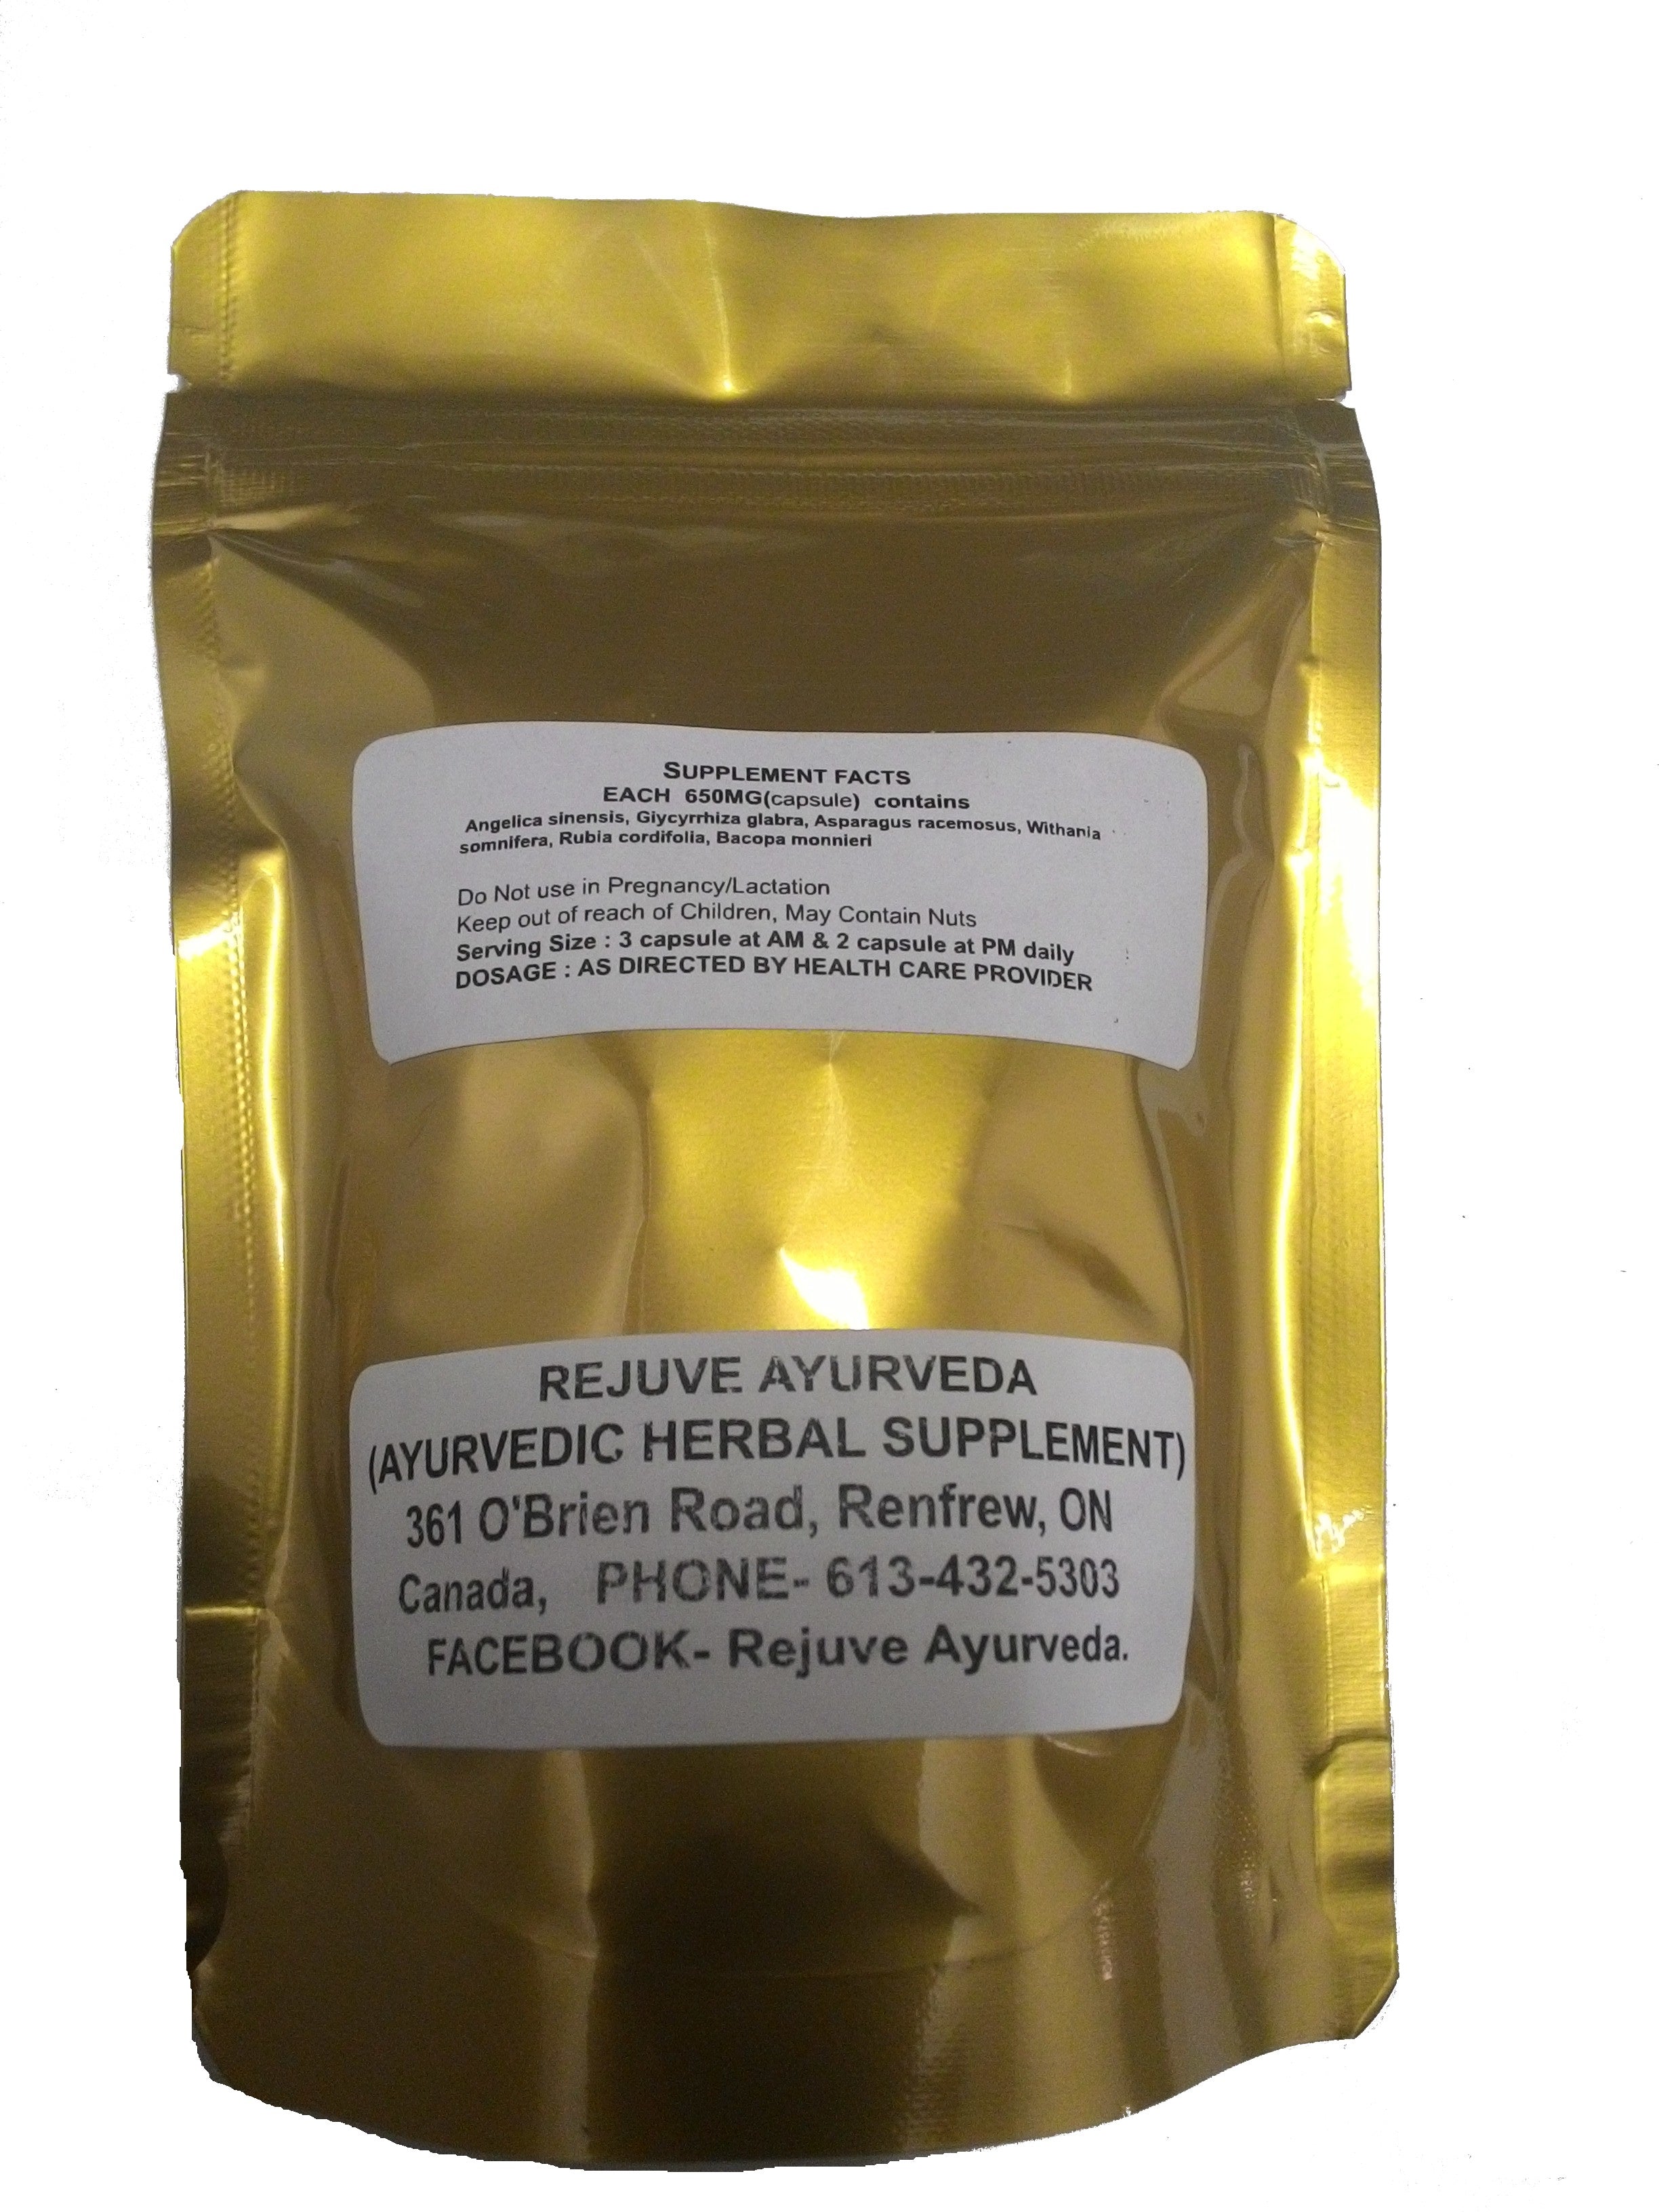 SUPPLEMENT FACTS
EACH 650MG(capsule) contains
Angelica sinensis, Giycyrrhiza glabra, Asparagus racemosus, Withania
somnifera, Rubia cordifolia, Bacopa monnieri
Do Not use in Pregnancy/Lactation
Keep out of reach of Children, May Contain Nuts
Serving Size : 3 capsule at AM & 2 capsule at PM daily
DOSAGE : AS DIRECTED BY HEALTH CARE PROVIDER
REJUVE AYURVEDA
(AYURVEDIC HERBAL SUPPLEMENT)
361 O'Brien Road, Renfrew, ON
Canada, PHONE- 613-432-5303
FACEBOOK- Rejuve Ayurveda.